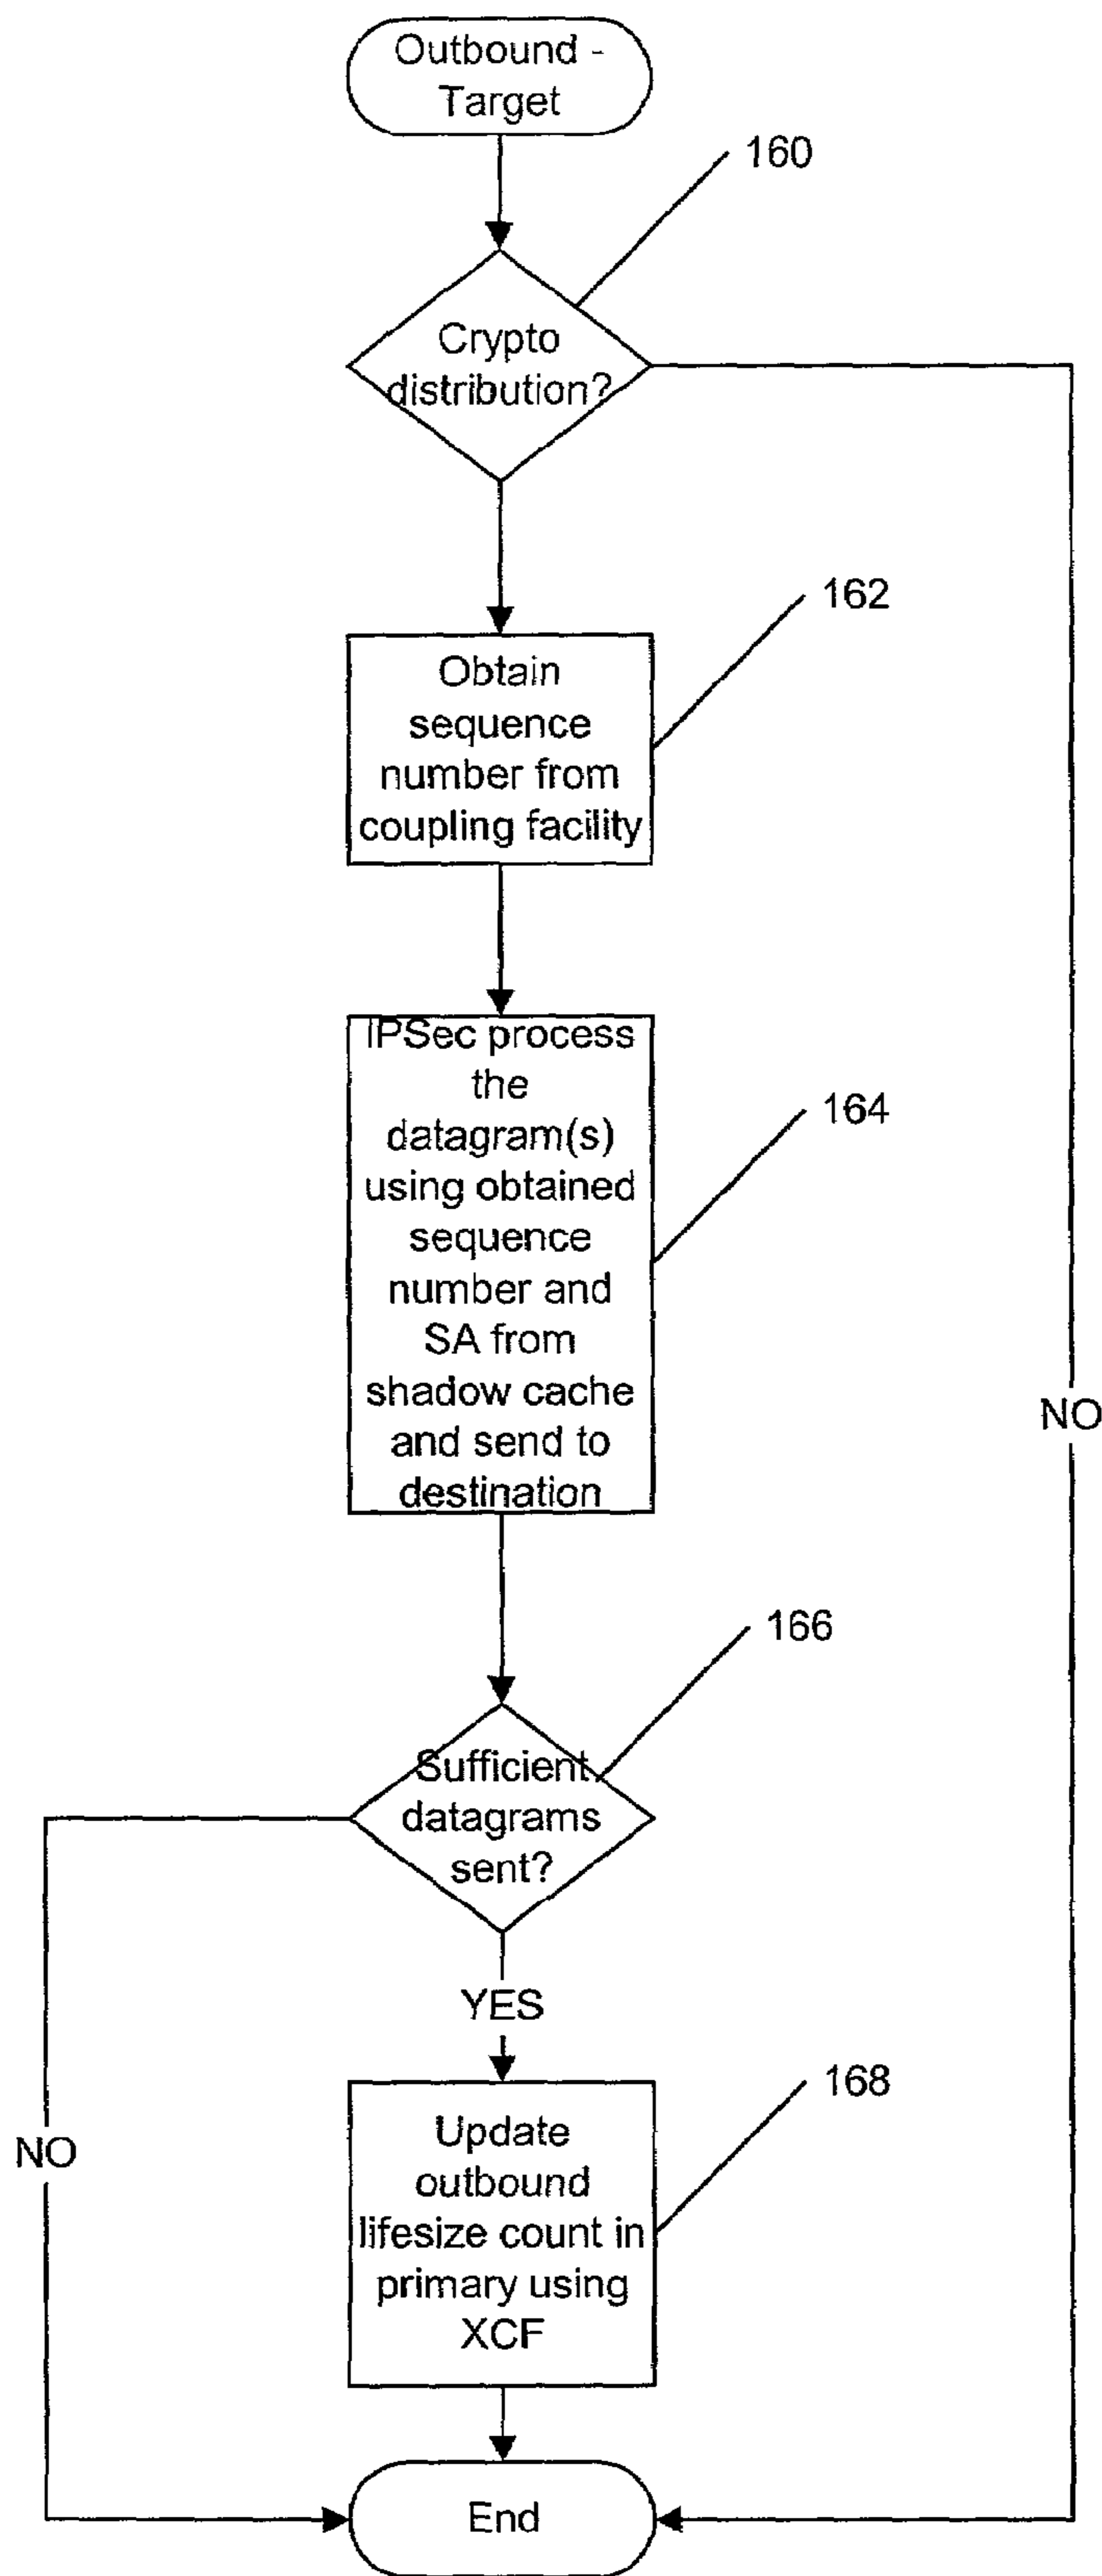 Outbound -
Target
160
Crypto
distribution?
162
Obtain
sequence
number from
coupling facility
IPSec process
the
datagram(s)
using obtained
sequence
number and
SA from
shadow cache
and send to
destination
164
NO
166
Sufficient
datagrams
sent?
YES
168
Update
outbound
lifesize count in
primary using
XCF
NO
End